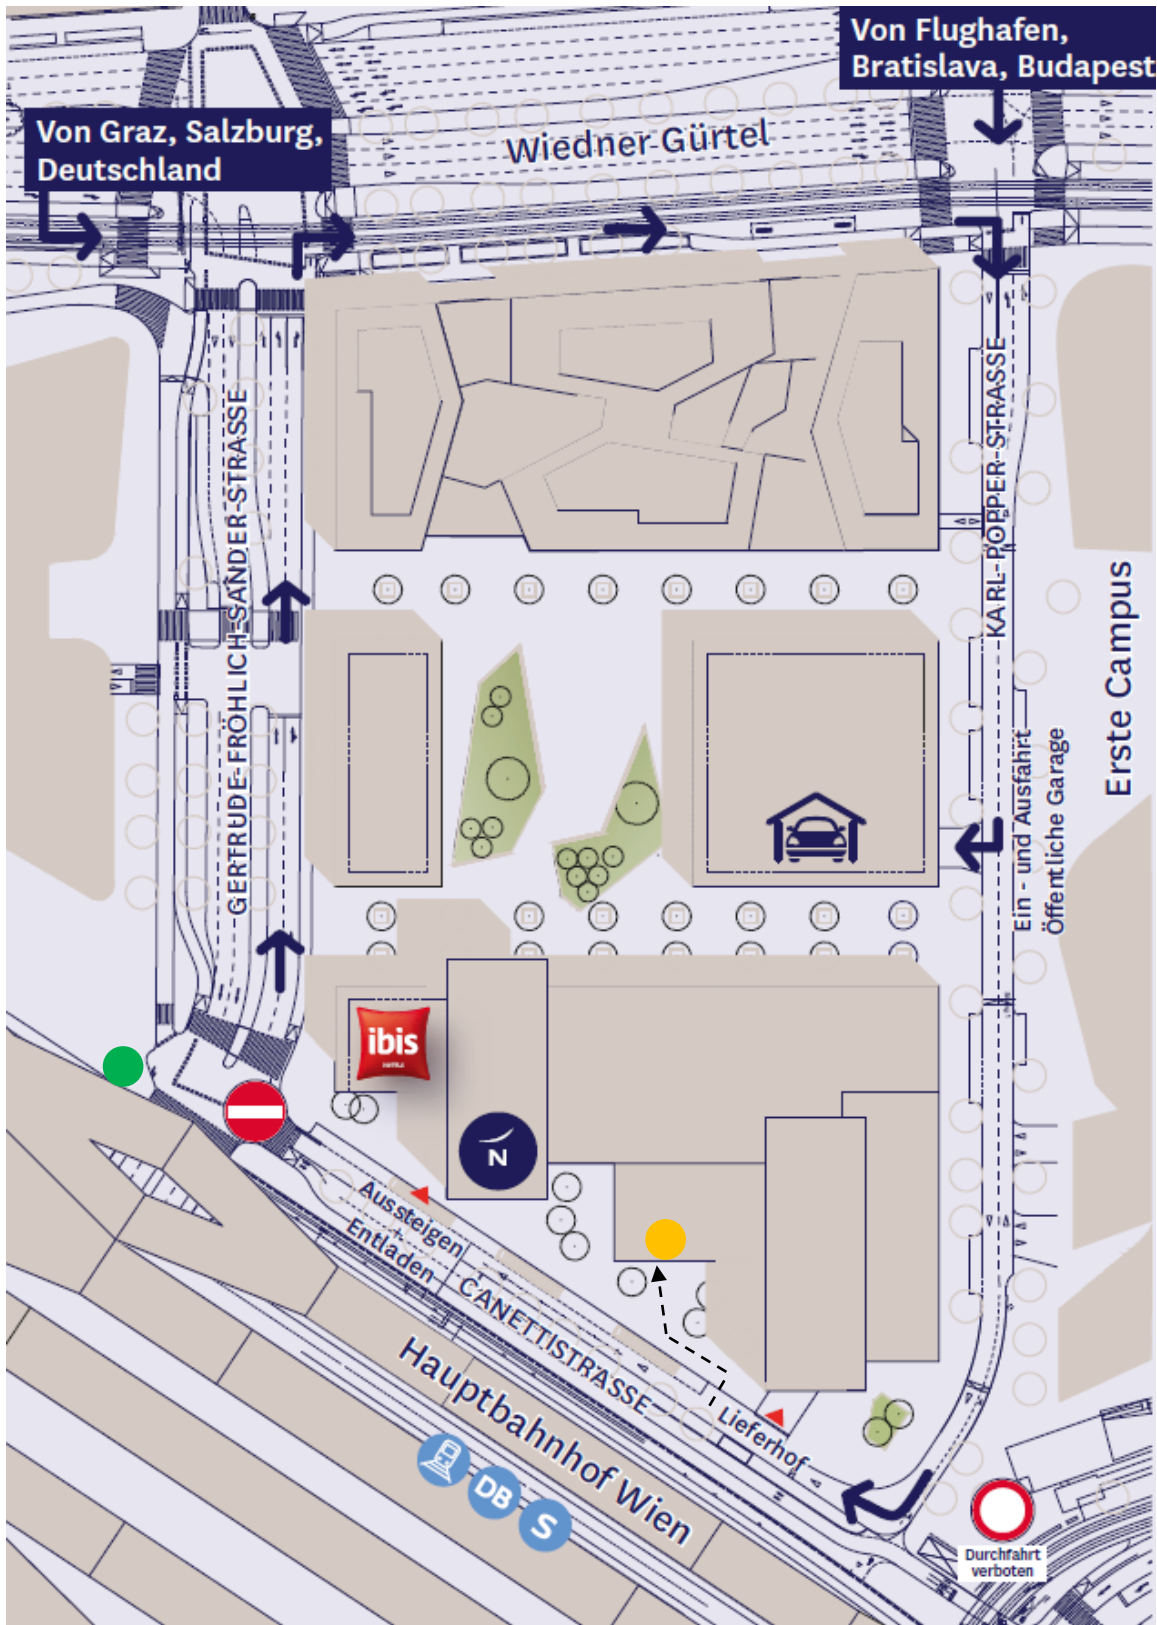 Von Flughafen,
Bratislava, Budapest
Von Graz, Salzburg,
Deutschland
Wiedner Gürtel
GERTRUDE-FRÖHLICH-SANDER-STRASSE
KARL-POPPER-STRASSE
Erste Campus
Ein - und Ausfahrt
Öffentliche Garage
ibis
HOTELS
N
Aussteigen
Entladen
CANETTISTRASSE
Lieferhof
Hauptbahnhof Wien
DB
S
Durchfahrt
verboten